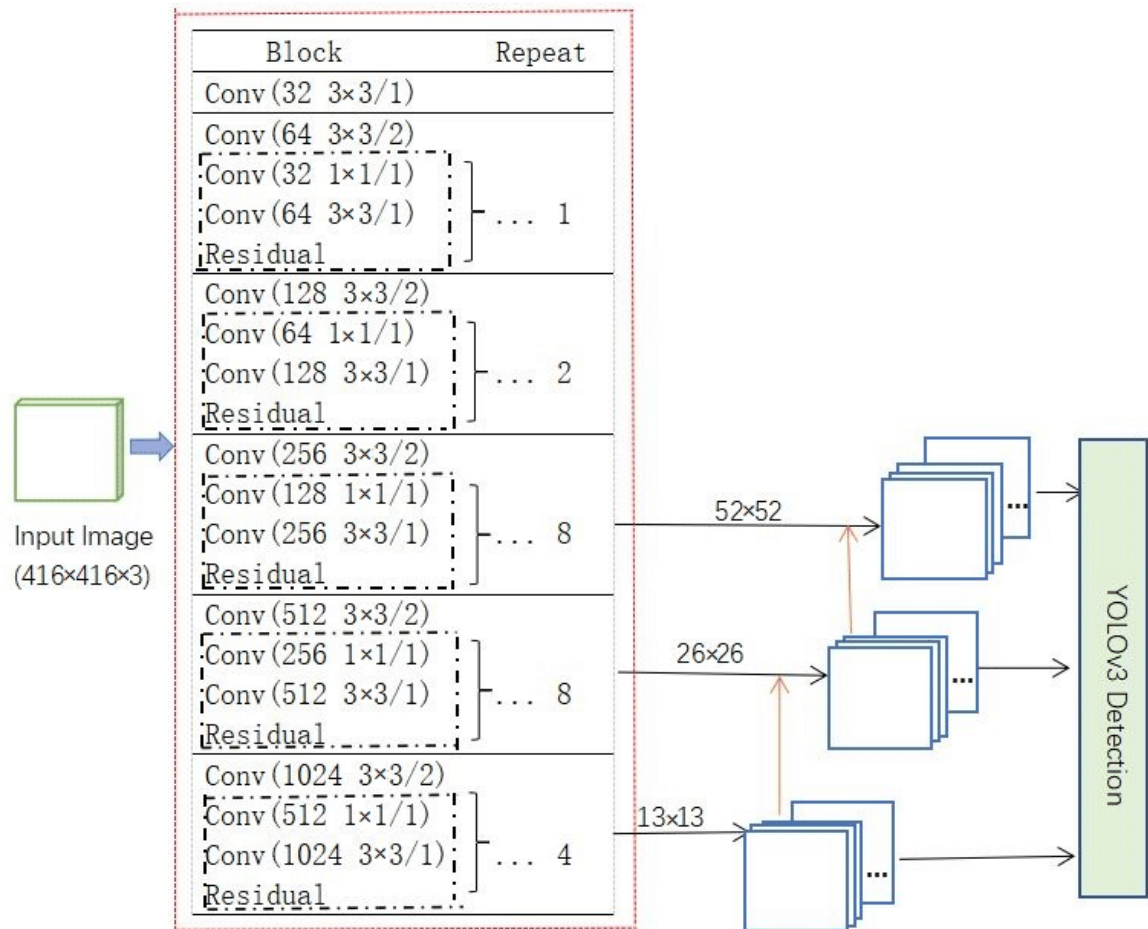 Block Repeat
Conv(32 3×3/1)
Conv(64 3×3/2)
Conv(32 1×1/1)
Conv(64 3×3/1) ... 1
Residual
Conv(128 3×3/2)
Conv(64 1×1/1)
Conv(128 3×3/1) ... 2
Residual
Conv(256 3×3/2)
Conv(128 1×1/1)
Conv(256 3×3/1) ... 8
Residual
Conv(512 3×3/2)
Conv(256 1×1/1)
Conv(512 3×3/1) ... 8
Residual
Conv(1024 3×3/2)
Conv(512 1×1/1)
Conv(1024 3×3/1) ... 4
Residual
Input Image
(416×416×3)
52×52
...
26×26
...
13×13
...
YOLOv3 Detection